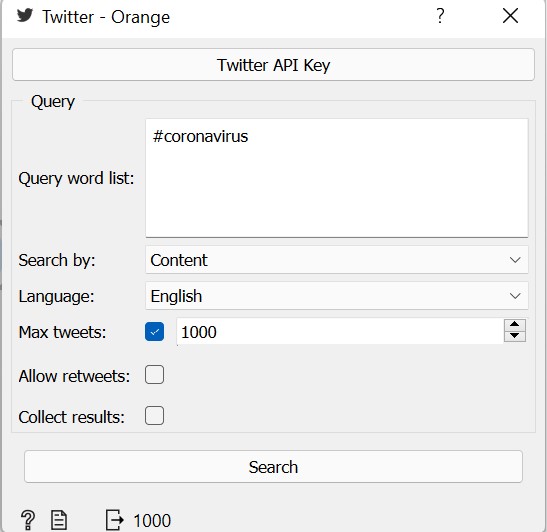 Twitter - Orange ?
Twitter API Key
Query
Query word list: #coronavirus
Search by: Content
Language: English
Max tweets: 1000
Allow retweets:
Collect results:
Search
? 1000